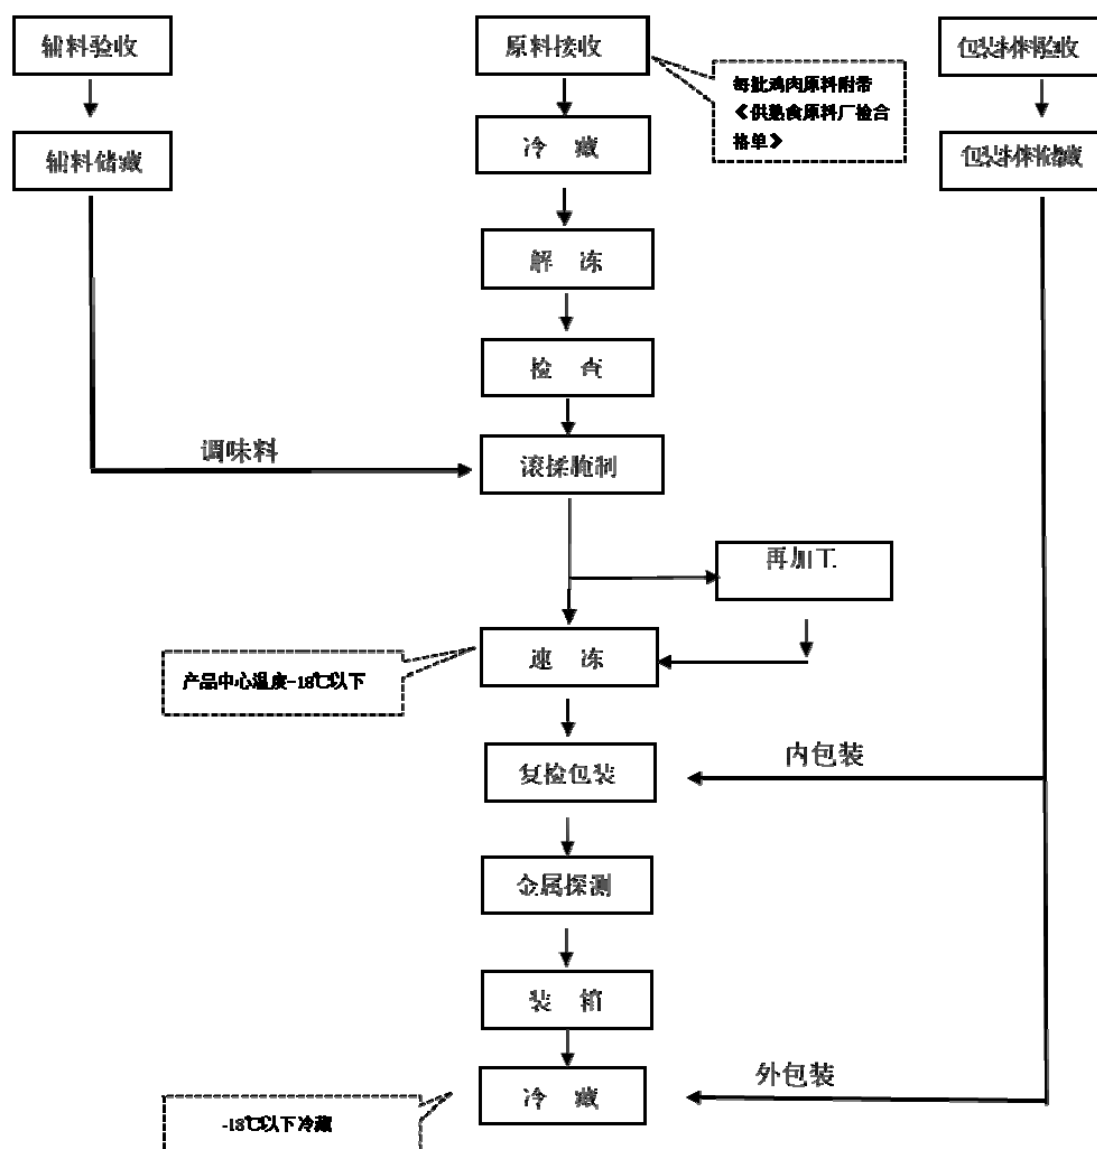 辅料验收
原料接收
包装材料验收
每批鸡肉原料附带
《供熟食原料厂检合
格单》
辅料储藏
冷 藏
包装材料储藏
解 冻
检 查
调味料
滚揉腌制
再加工
速 冻
产品中心温度-18℃以下
复检包装
内包装
金属探测
装 箱
外包装
冷 藏
-18℃以下冷藏